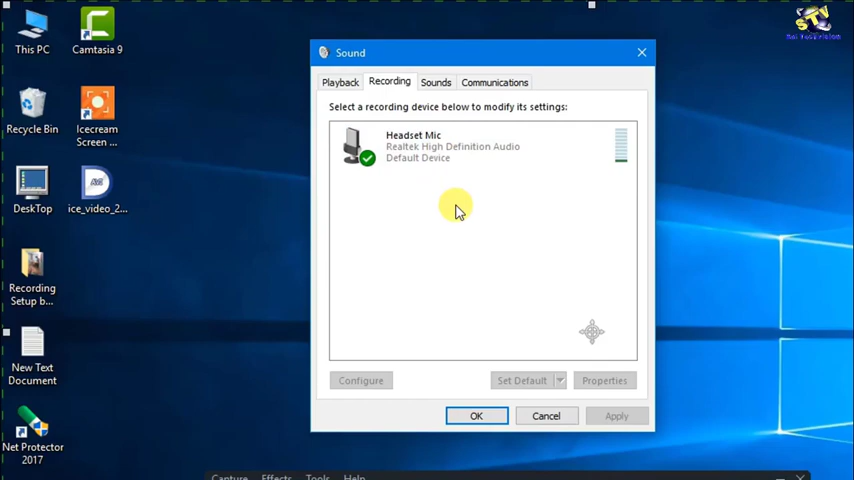 This PC
Camtasia 9
Recycle Bin
Icecream
Screen ...
DeskTop
ice_video_2...
Recording
Setup b...
New Text
Document
Net Protector
2017
Sound
Playback
Recording
Sounds
Communications
Select a recording device below to modify its settings:
Headset Mic
Realtek High Definition Audio
Default Device
Configure
Set Default
Properties
OK
Cancel
Apply
Capture
Effects
Tools
Help
STV